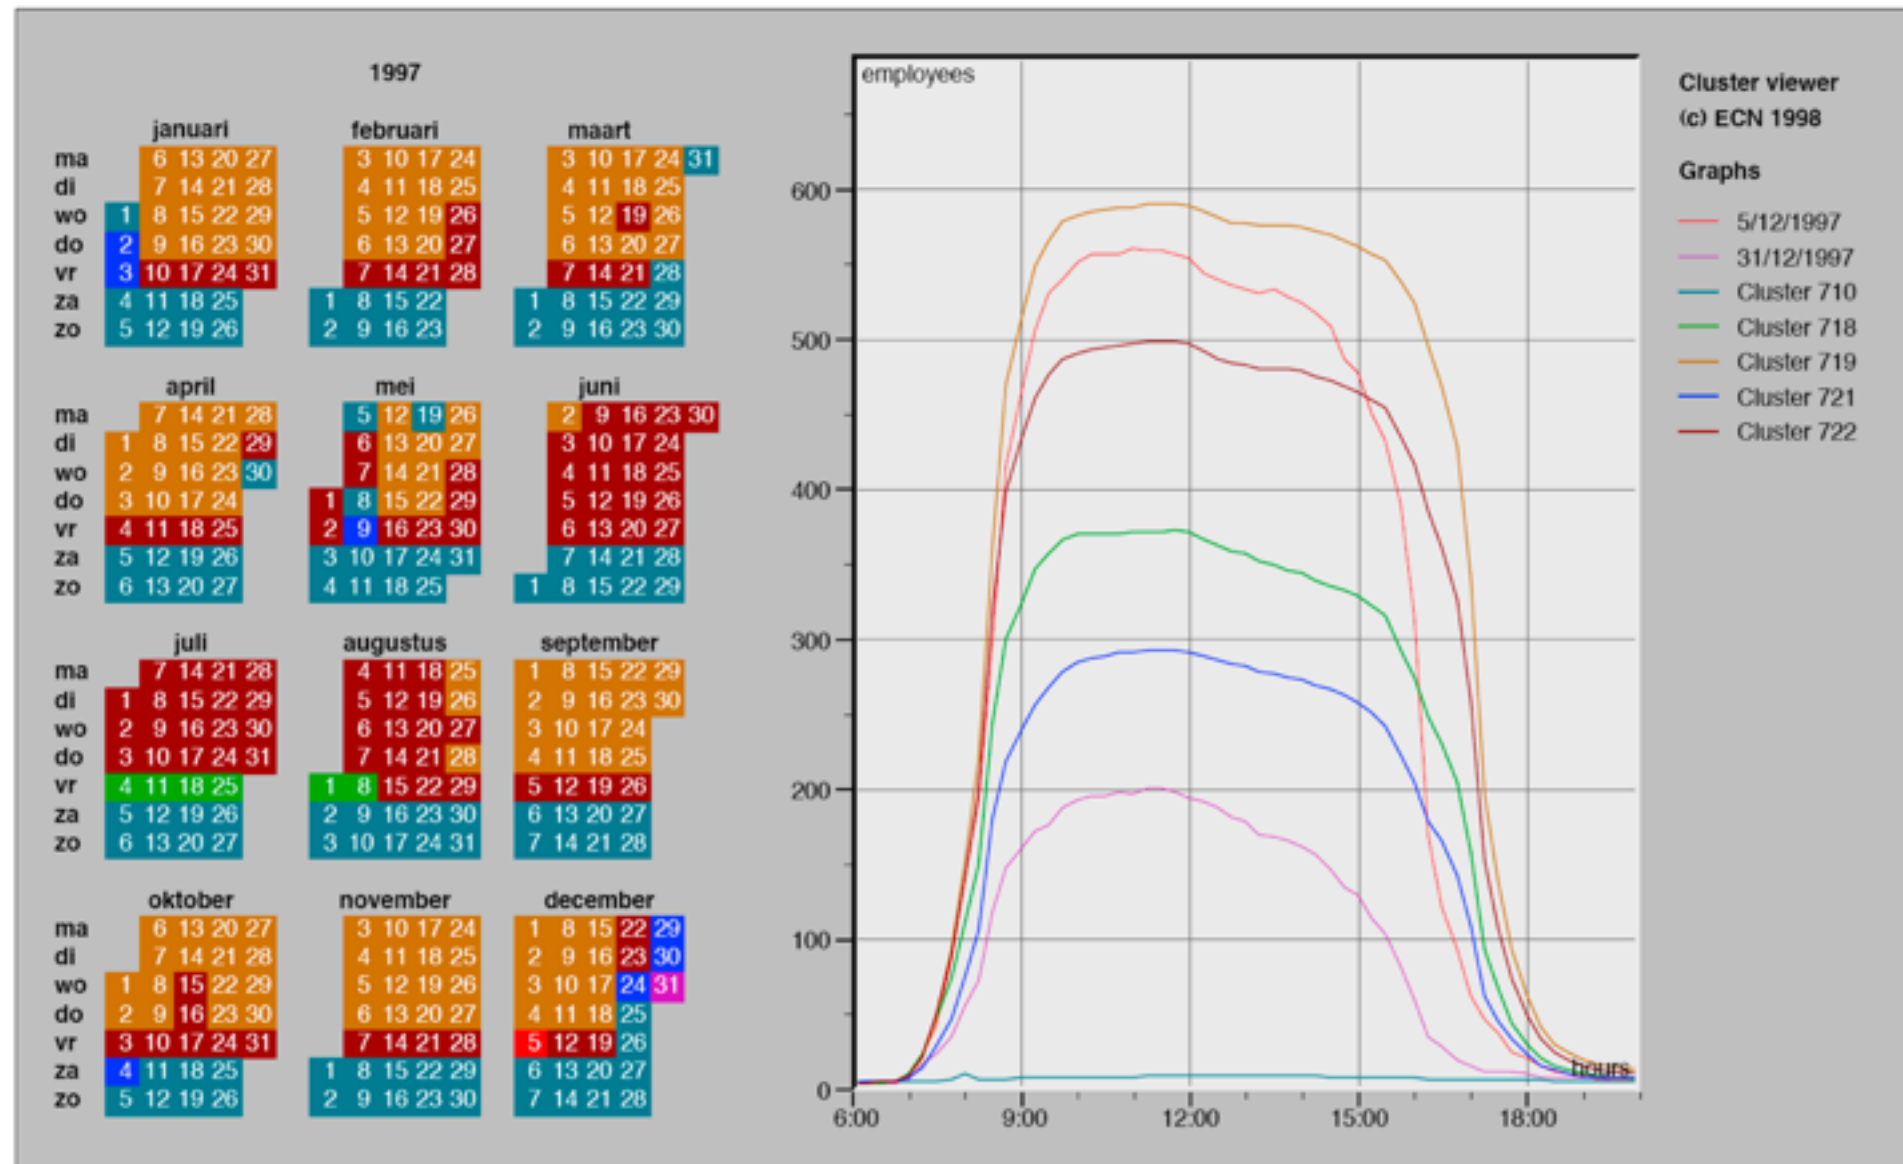 1997
januari februari maart
ma 6 13 20 27 3 10 17 24 3 10 17 24 31
di 7 14 21 28 4 11 18 25 4 11 18 25
wo 1 8 15 22 29 5 12 19 26 5 12 19 26
do 2 9 16 23 30 6 13 20 27 6 13 20 27
vr 3 10 17 24 31 7 14 21 28 7 14 21 28
za 4 11 18 25 1 8 15 22 1 8 15 22 29
zo 5 12 19 26 2 9 16 23 2 9 16 23 30
april mei juni
ma 7 14 21 28 5 12 19 26 2 9 16 23 30
di 1 8 15 22 29 6 13 20 27 3 10 17 24
wo 2 9 16 23 30 7 14 21 28 4 11 18 25
do 3 10 17 24 1 8 15 22 29 5 12 19 26
vr 4 11 18 25 2 9 16 23 30 6 13 20 27
za 5 12 19 26 3 10 17 24 31 7 14 21 28
zo 6 13 20 27 4 11 18 25 1 8 15 22 29
juli augustus september
ma 7 14 21 28 4 11 18 25 1 8 15 22 29
di 1 8 15 22 29 5 12 19 26 2 9 16 23 30
wo 2 9 16 23 30 6 13 20 27 3 10 17 24
do 3 10 17 24 31 7 14 21 28 4 11 18 25
vr 4 11 18 25 1 8 15 22 29 5 12 19 26
za 5 12 19 26 2 9 16 23 30 6 13 20 27
zo 6 13 20 27 3 10 17 24 31 7 14 21 28
oktober november december
ma 6 13 20 27 3 10 17 24 1 8 15 22 29
di 7 14 21 28 4 11 18 25 2 9 16 23 30
wo 1 8 15 22 29 5 12 19 26 3 10 17 24 31
do 2 9 16 23 30 6 13 20 27 4 11 18 25
vr 3 10 17 24 31 7 14 21 28 5 12 19 26
za 4 11 18 25 1 8 15 22 29 6 13 20 27
zo 5 12 19 26 2 9 16 23 30 7 14 21 28
employees
600
500
400
300
200
100
0
hours
6:00 9:00 12:00 15:00 18:00
Cluster viewer
(c) ECN 1998
Graphs
5/12/1997
31/12/1997
Cluster 710
Cluster 718
Cluster 719
Cluster 721
Cluster 722